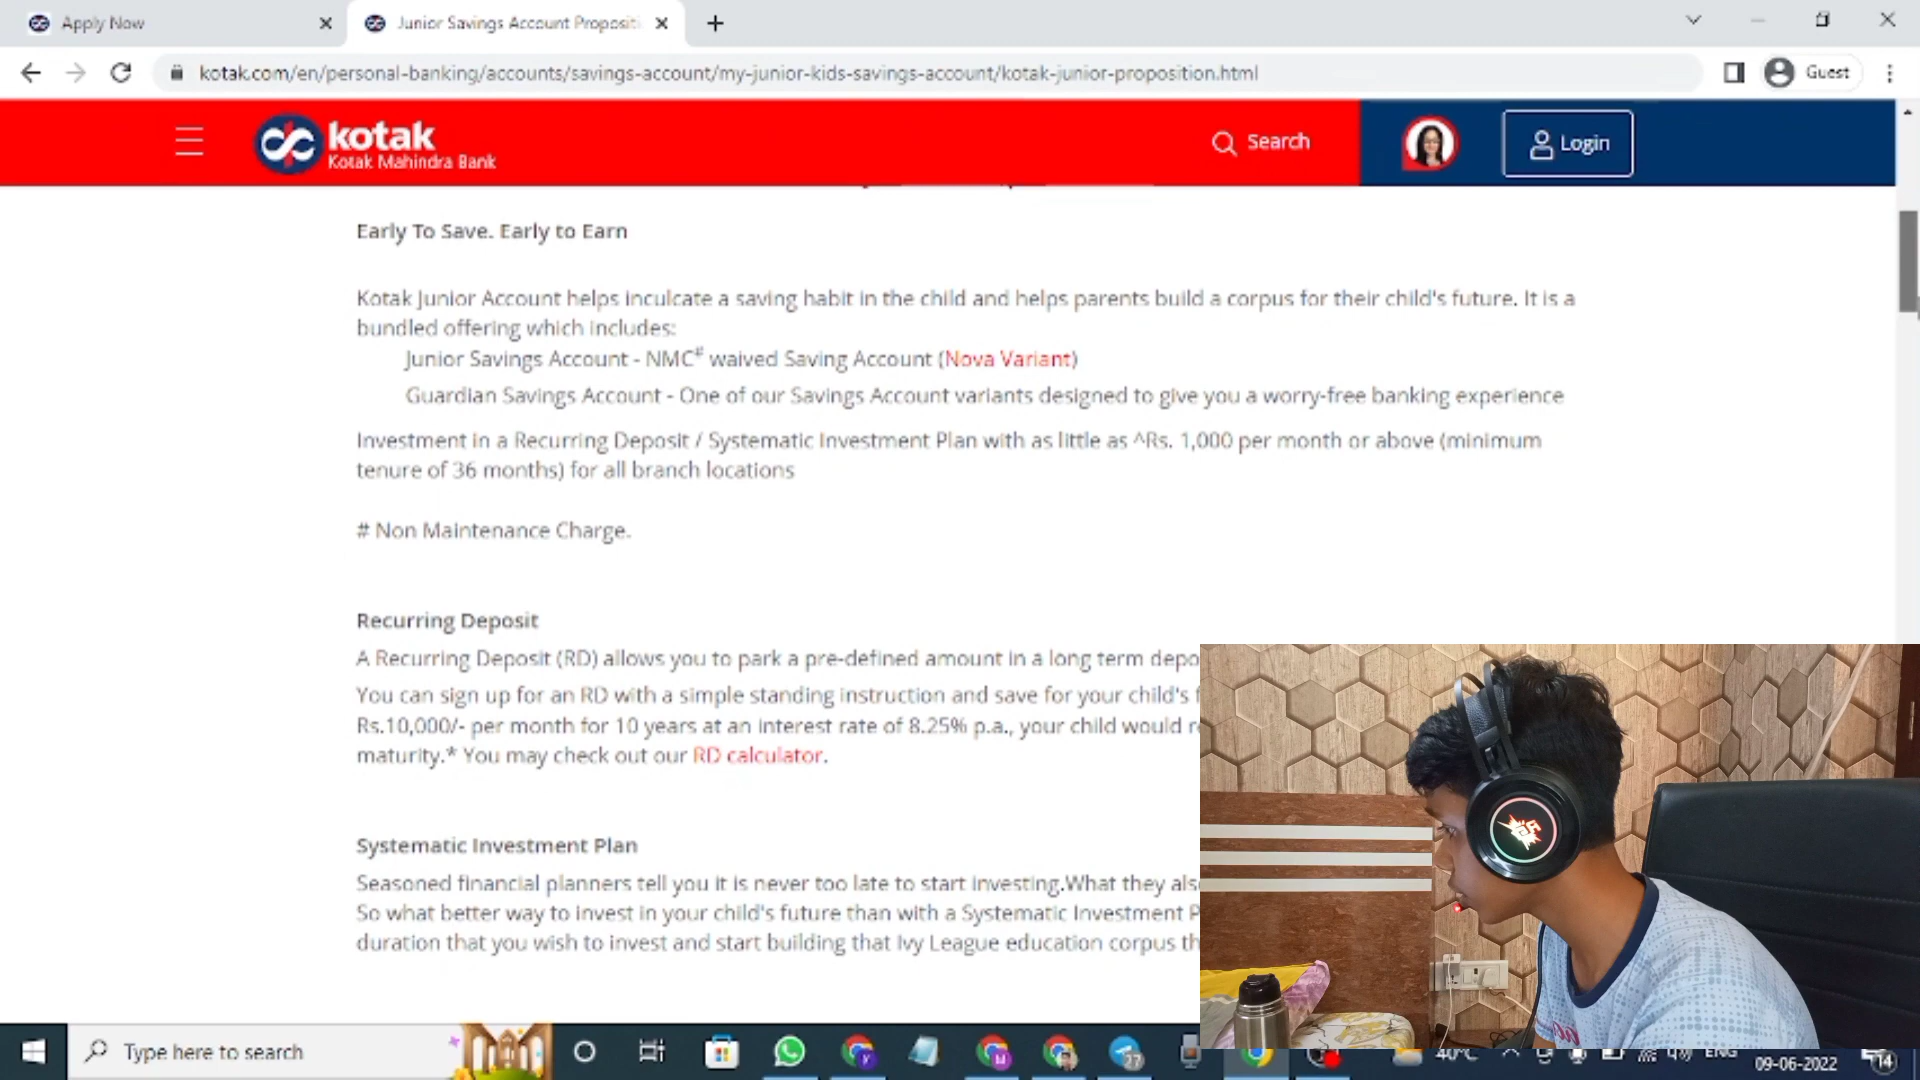 Apply Now
Junior Savings Account Propositi
kotak.com/en/personal-banking/accounts/savings-account/my-junior-kids-savings-account/kotak-junior-proposition.html
Guest
kotak
Kotak Mahindra Bank
Search
Login
Early To Save. Early to Earn
Kotak Junior Account helps inculcate a saving habit in the child and helps parents build a corpus for their child's future. It is a
bundled offering which includes:
Junior Savings Account - NMC# waived Saving Account (Nova Variant)
Guardian Savings Account - One of our Savings Account variants designed to give you a worry-free banking experience
Investment in a Recurring Deposit / Systematic Investment Plan with as little as ^Rs. 1,000 per month or above (minimum
tenure of 36 months) for all branch locations
# Non Maintenance Charge.
Recurring Deposit
A Recurring Deposit (RD) allows you to park a pre-defined amount in a long term depo
You can sign up for an RD with a simple standing instruction and save for your child's f
Rs.10,000/- per month for 10 years at an interest rate of 8.25% p.a., your child would r
maturity.* You may check out our RD calculator.
Systematic Investment Plan
Seasoned financial planners tell you it is never too late to start investing.What they als
So what better way to invest in your child's future than with a Systematic Investment P
duration that you wish to invest and start building that Ivy League education corpus th
Type here to search
27
40°C
ENG
09-06-2022
14